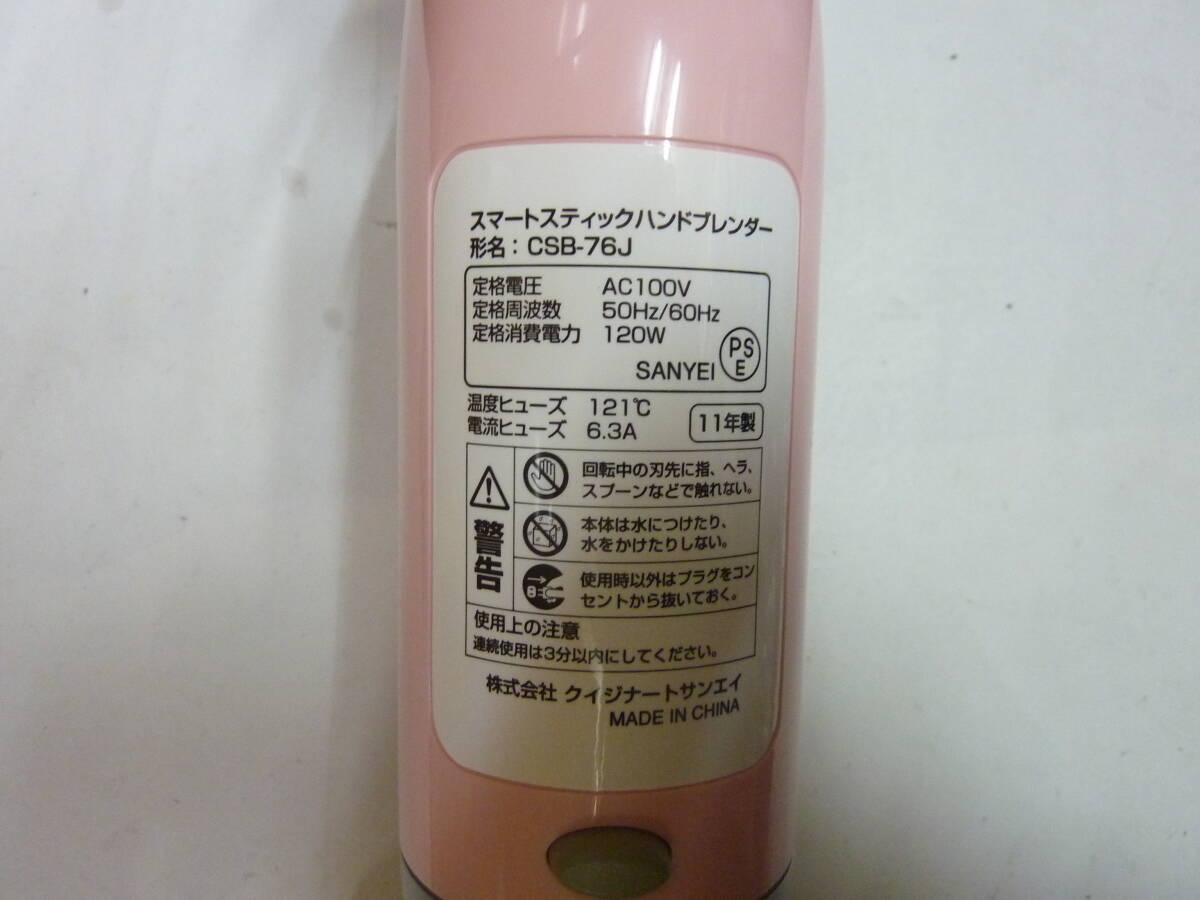 スマートスティックハンドブレンダー
形名：CSB-76J
定格電圧 AC100V
定格周波数 50Hz/60Hz
定格消費電力 120W
SANYEI PSE
温度ヒューズ 121℃
電流ヒューズ 6.3A
11年製
警告
回転中の刃先に指、ヘラ、
スプーンなどで触れない。
本体は水につけたり、
水をかけたりしない。
使用時以外はプラグをコン
セントから抜いておく。
使用上の注意
連続使用は3分以内にしてください。
株式会社 クイジナートサンエイ
MADE IN CHINA